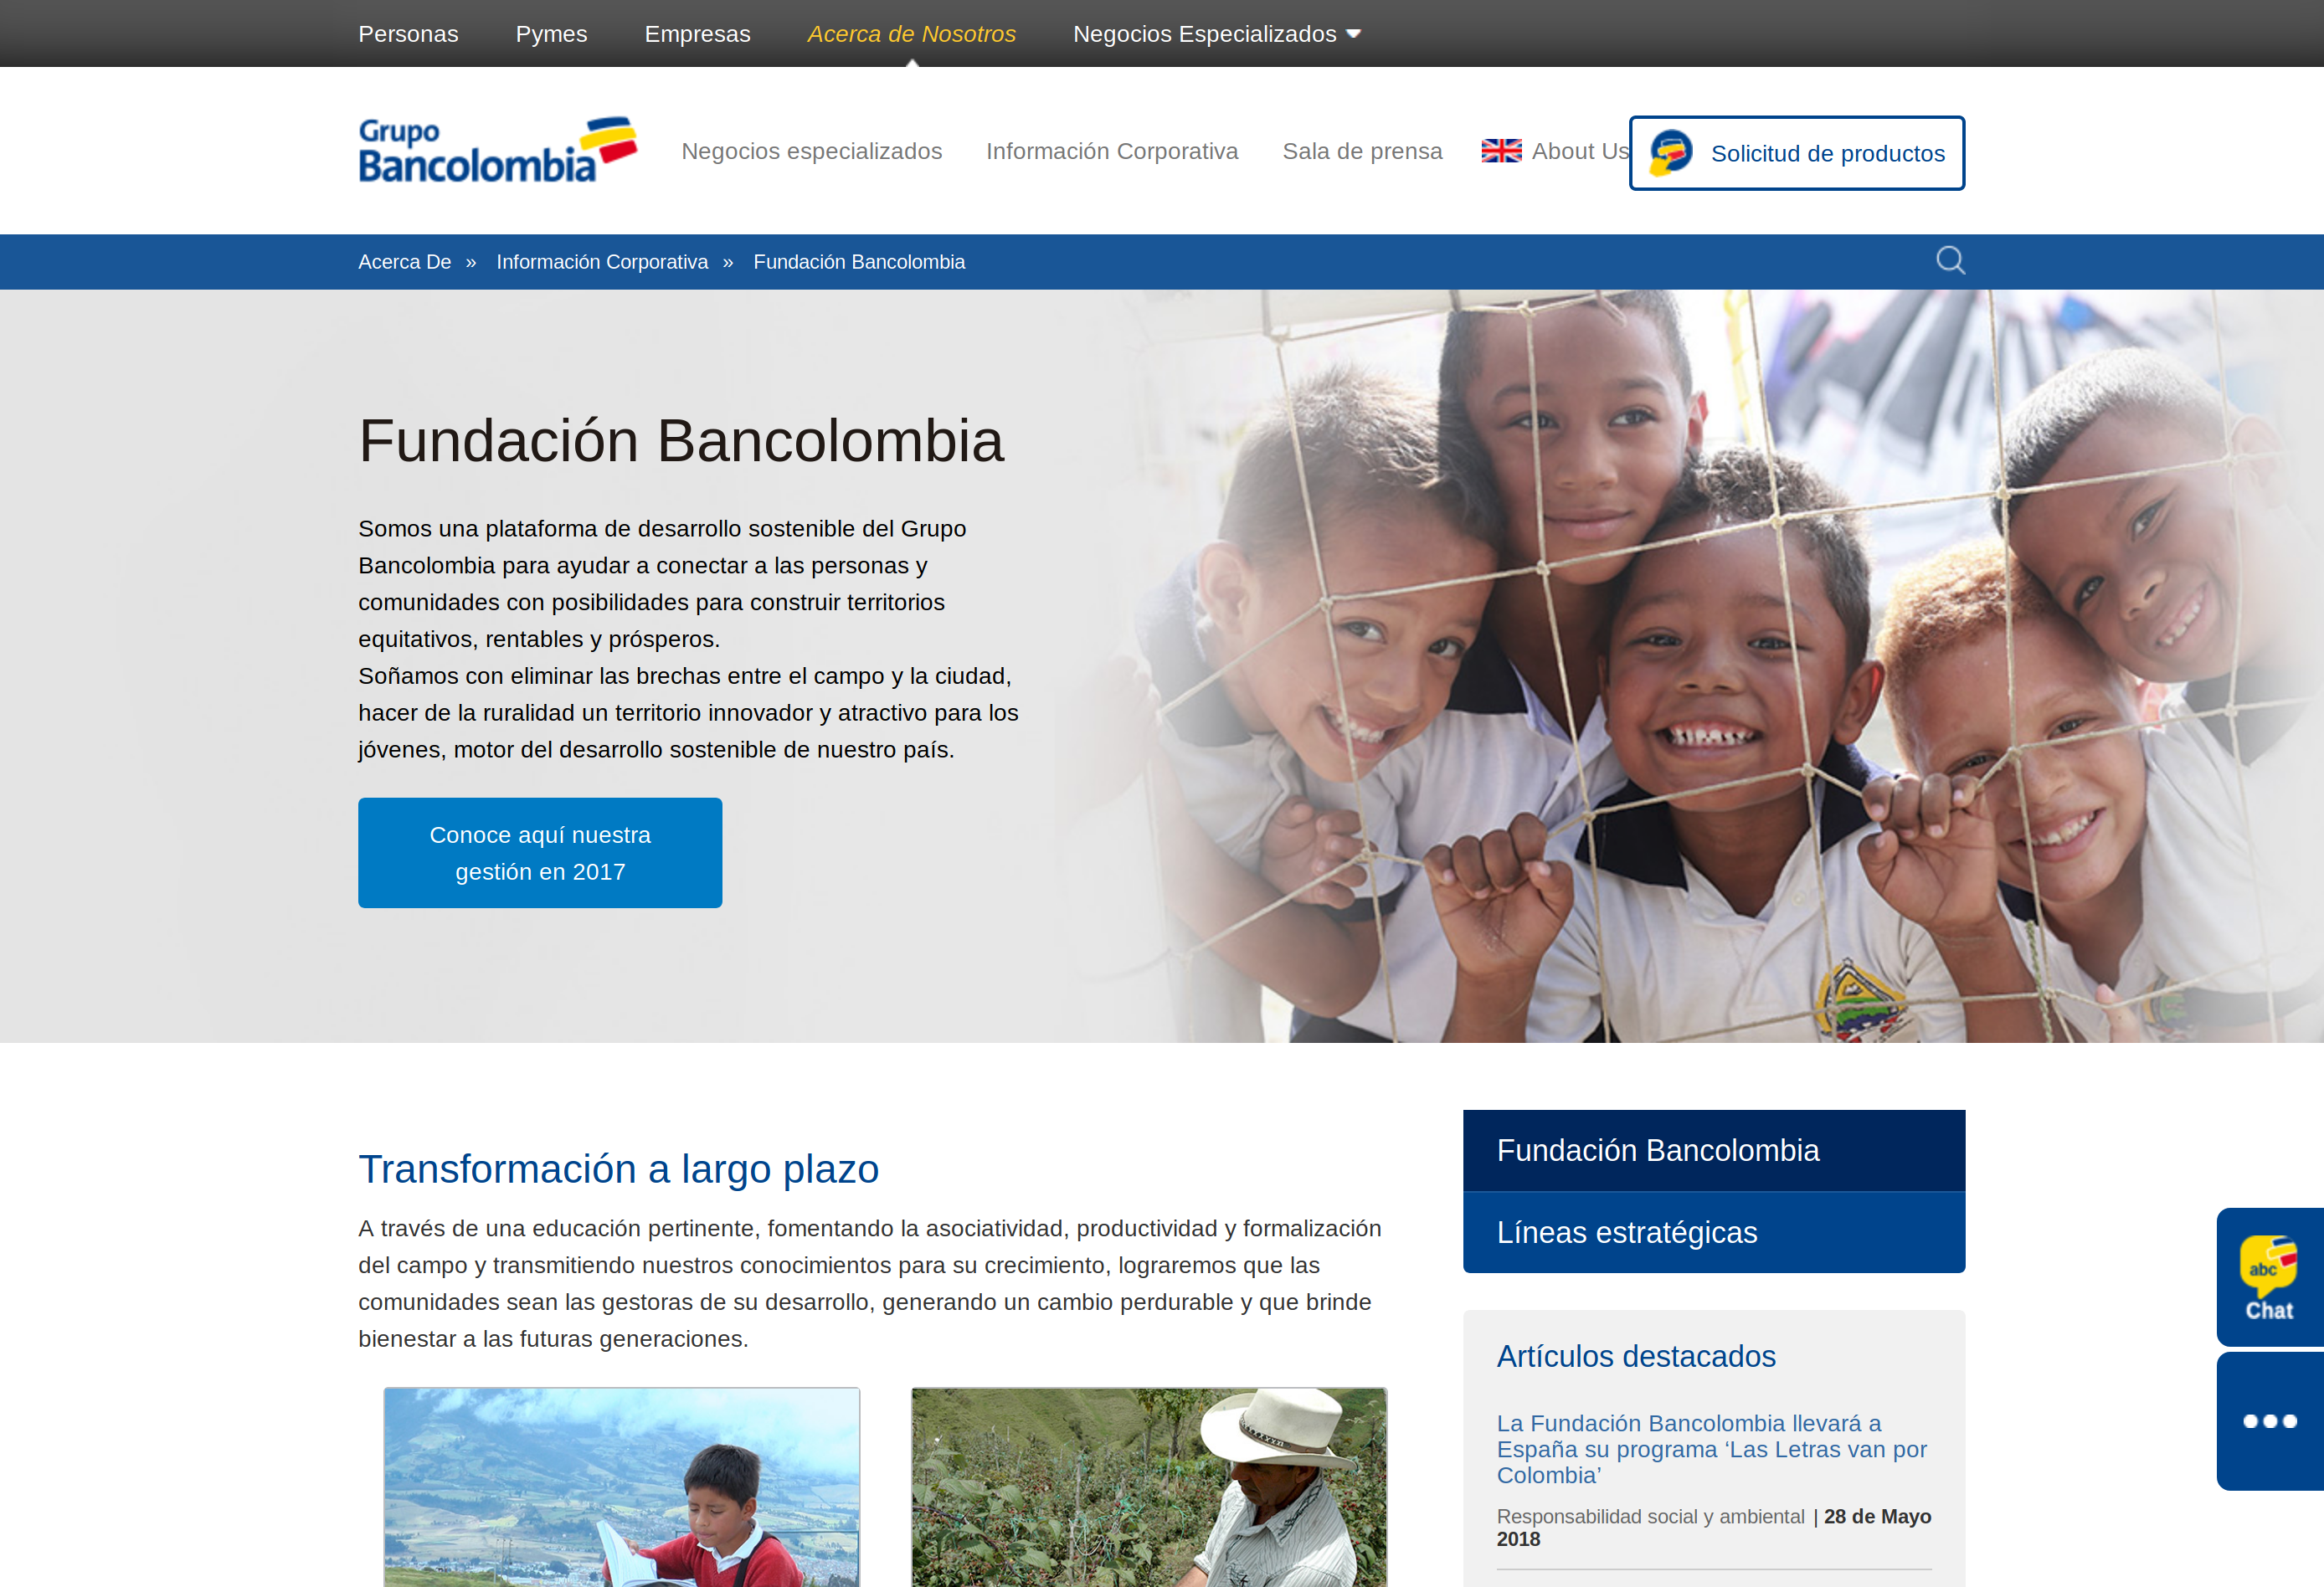 Personas Pymes Empresas Acerca de Nosotros Negocios Especializados
Grupo
Bancolombia
Negocios especializados Información Corporativa Sala de prensa About Us Solicitud de productos
Acerca De » Información Corporativa » Fundación Bancolombia
Fundación Bancolombia
Somos una plataforma de desarrollo sostenible del Grupo
Bancolombia para ayudar a conectar a las personas y
comunidades con posibilidades para construir territorios
equitativos, rentables y prósperos.
Soñamos con eliminar las brechas entre el campo y la ciudad,
hacer de la ruralidad un territorio innovador y atractivo para los
jóvenes, motor del desarrollo sostenible de nuestro país.
Conoce aquí nuestra
gestión en 2017
Transformación a largo plazo
A través de una educación pertinente, fomentando la asociatividad, productividad y formalización
del campo y transmitiendo nuestros conocimientos para su crecimiento, lograremos que las
comunidades sean las gestoras de su desarrollo, generando un cambio perdurable y que brinde
bienestar a las futuras generaciones.
Fundación Bancolombia
Líneas estratégicas
Artículos destacados
La Fundación Bancolombia llevará a
España su programa ‘Las Letras van por
Colombia’
Responsabilidad social y ambiental | 28 de Mayo
2018
abc
Chat